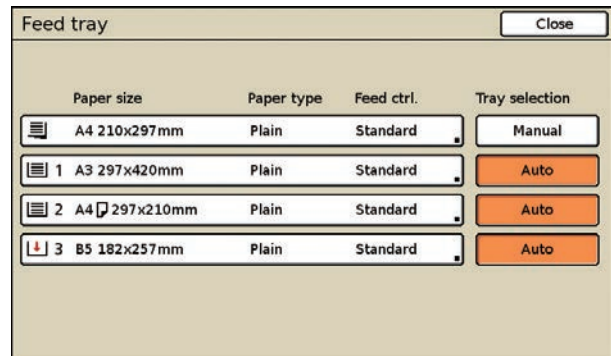 Feed tray Close
Paper size Paper type Feed ctrl. Tray selection
A4 210x297mm Plain Standard Manual
1 A3 297x420mm Plain Standard Auto
2 A4 297x210mm Plain Standard Auto
3 B5 182x257mm Plain Standard Auto